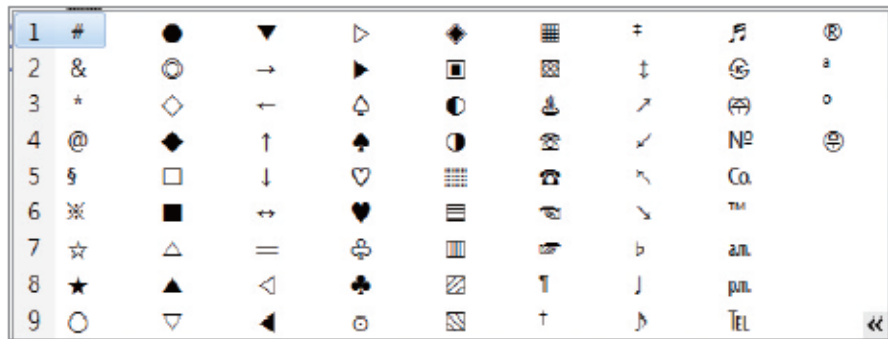 1 # ● ▼ ▷ ◈ ▦ ‡ ♬ ®
2 & ◎ → ▶ ▣ ▩ ↕ ㉿ ª
3 * ◇ ← ♤ ◐ ♨ ↗ ㈜ º
4 @ ◆ ↑ ♠ ◑ ☏ ↙ № ㉾
5 § □ ↓ ♡ ▒ ☎ ↖ ㏇
6 ※ ■ ↔ ♥ ▤ ☜ ↘ ™
7 ☆ △ 〓 ♧ ▥ ☞ ♭ ㏂
8 ★ ▲ ◁ ♣ ▨ ¶ ♩ ㏘
9 ○ ▽ ◀ ⊙ ▧ † ♪ ℡ «